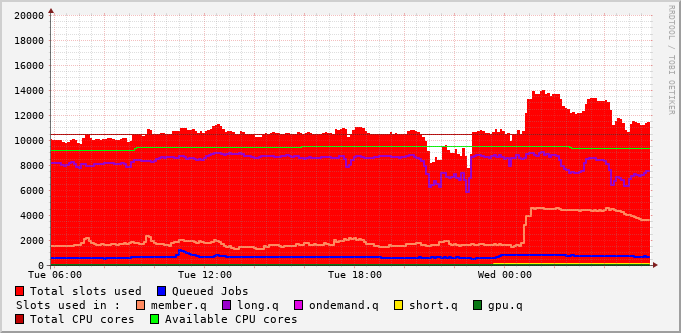 20000
18000
16000
14000
12000
10000
8000
6000
4000
2000
0
Tue 06:00 Tue 12:00 Tue 18:00 Wed 00:00
RRDTOOL / TOBI OETIKER
Total slots used Queued Jobs
Slots used in : member.q long.q ondemand.q short.q gpu.q
Total CPU cores Available CPU cores